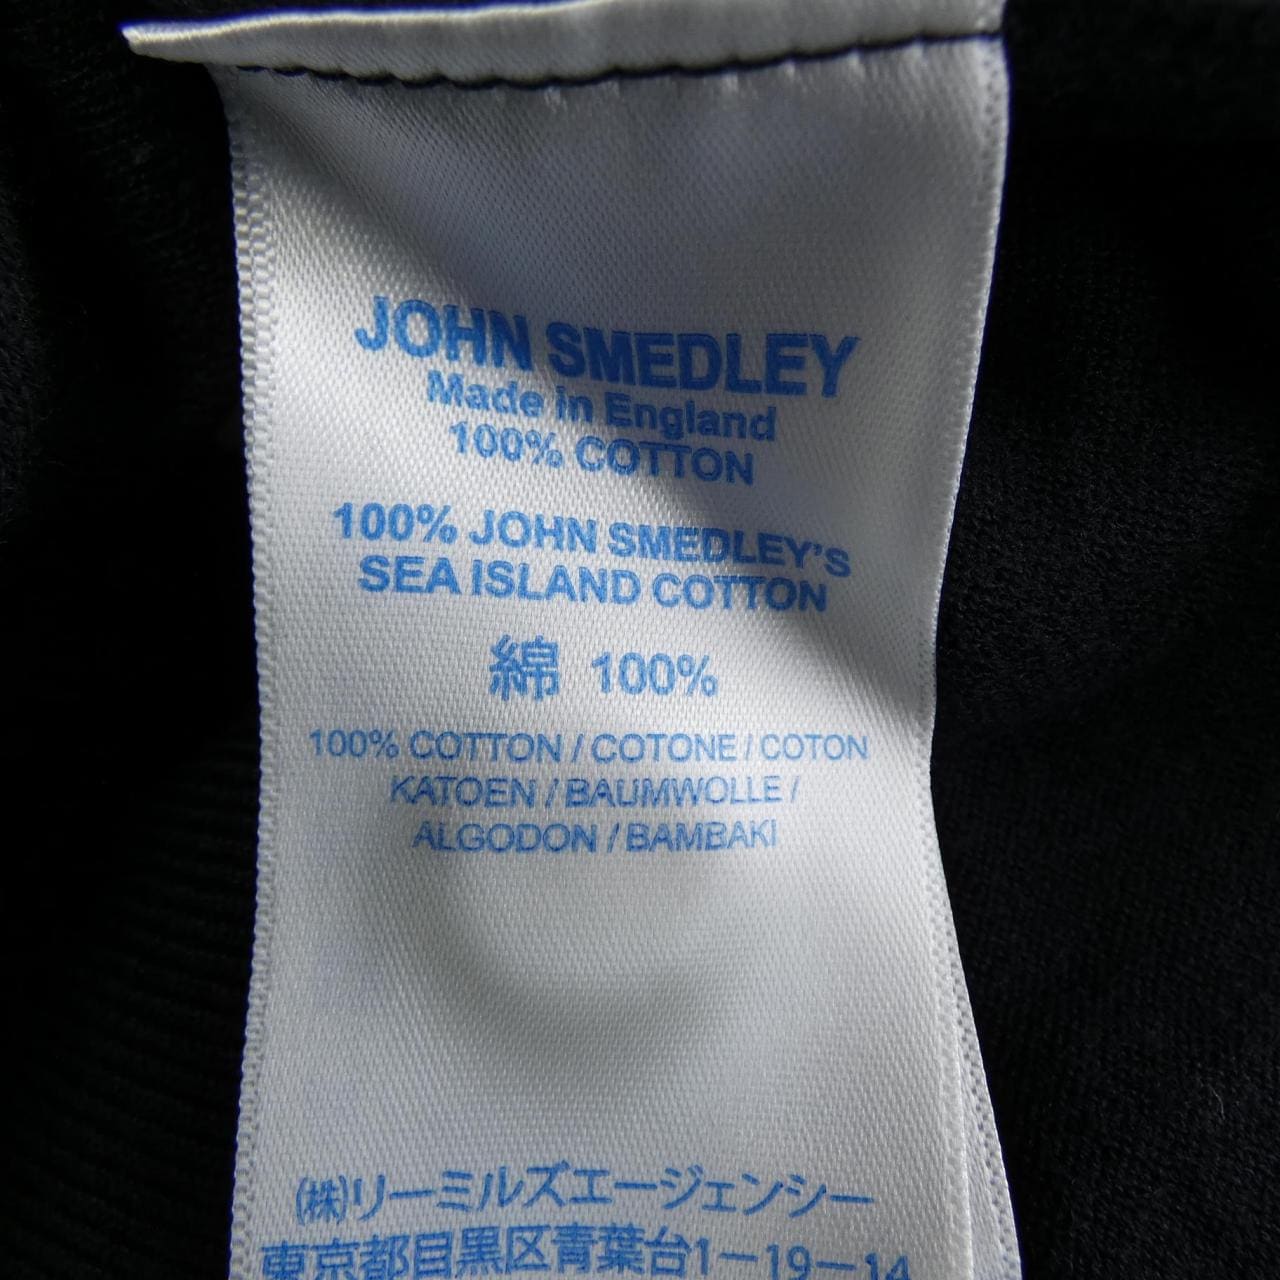 JOHN SMEDLEY
Made in England
100% COTTON
100% JOHN SMEDLEY'S
SEA ISLAND COTTON
綿 100%
100% COTTON / COTONE / COTON
KATOEN / BAUMWOLLE /
ALGODON / BAMBAKI
(株)リーミルズエージェンシー
東京都目黒区青葉台1-19-14